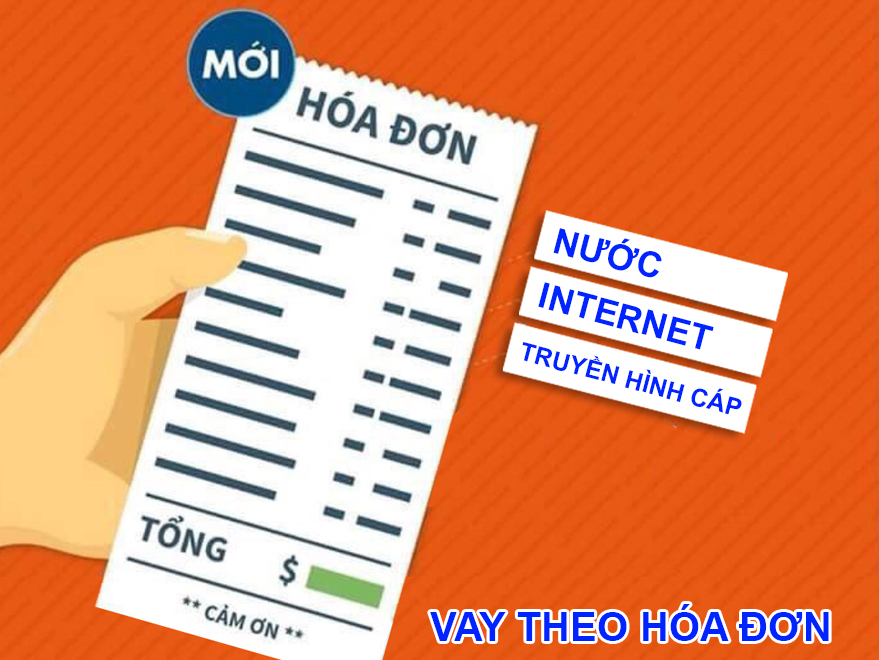 MỚI
HÓA ĐƠN
NƯỚC
INTERNET
TRUYỀN HÌNH CÁP
TỔNG
$
** CẢM ƠN **
VAY THEO HÓA ĐƠN